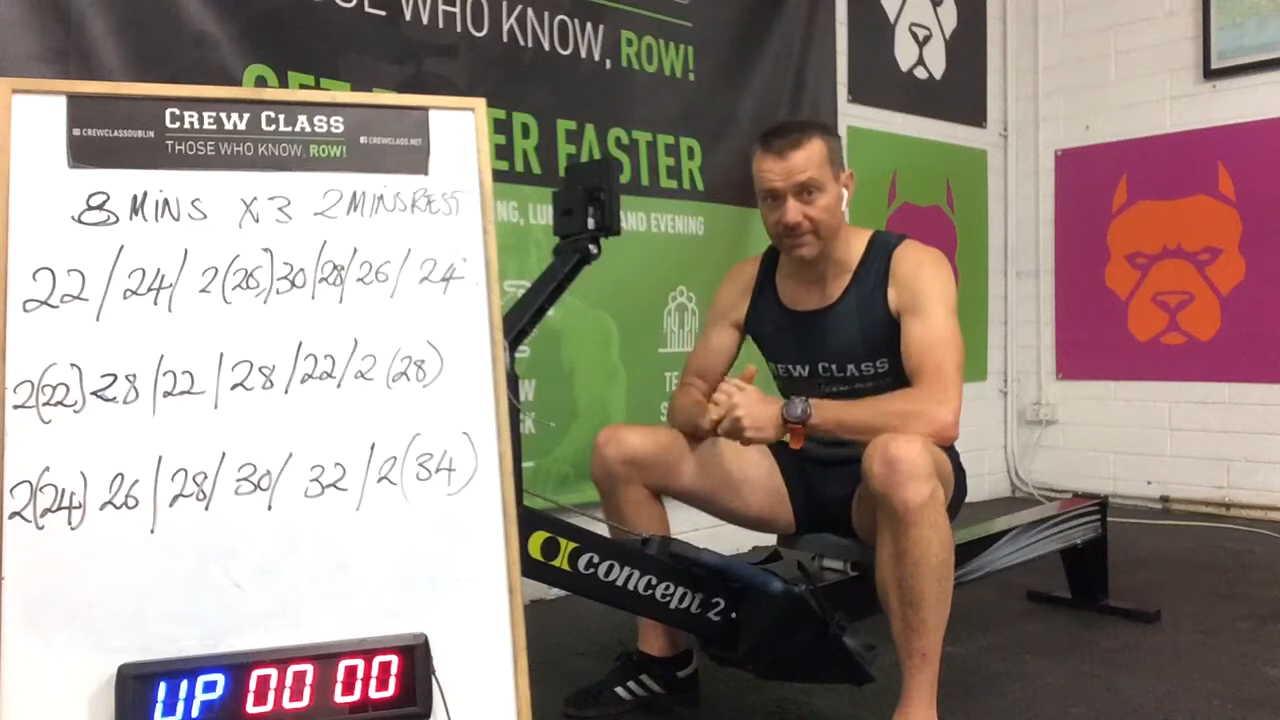 OSE WHO KNOW, ROW!
ER FASTER
NG, LUN AND EVENING
CREW CLASS
CREWCLASSDUBLIN
CREWCLASS.NET
THOSE WHO KNOW, ROW!
8 MINS X3 2 MINS REST
22 / 24 / 2(26) 30 / 28 / 26 / 24
2(22) 28 / 22 / 28 / 22 / 2(28)
2(24) 26 / 28 / 30 / 32 / 2(34)
UP 00 00
EW CLASS
concept 2